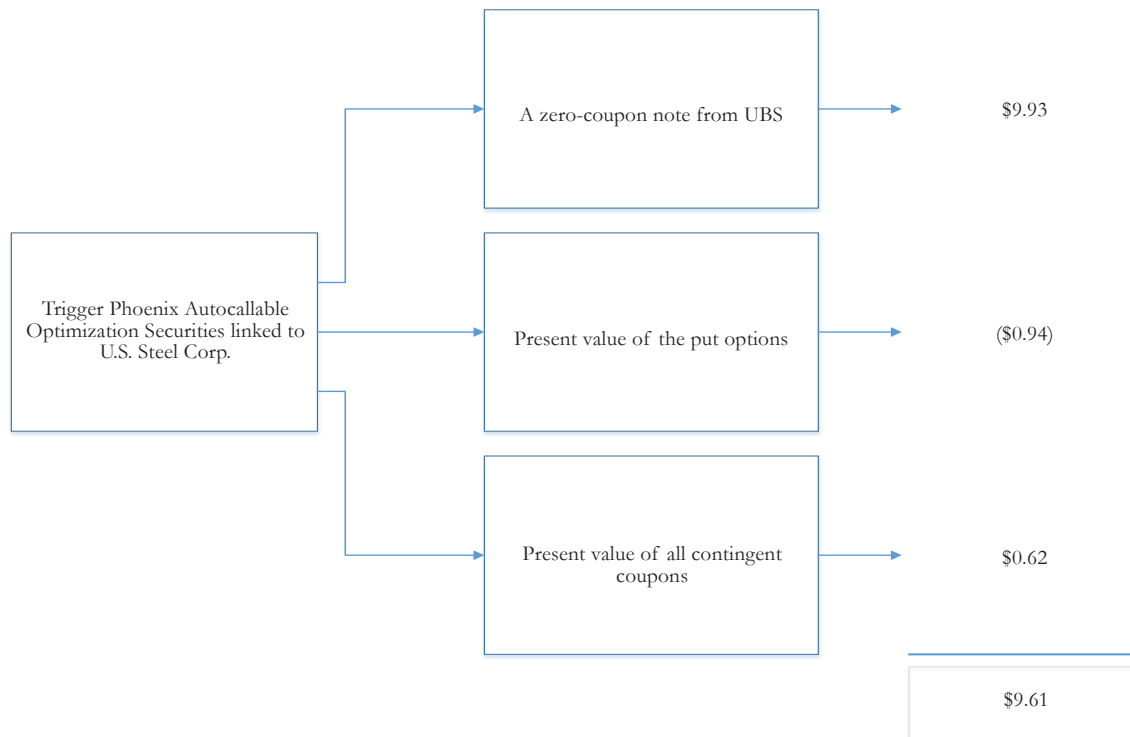 A zero-coupon note from UBS
$9.93
Trigger Phoenix Autocallable
Optimization Securities linked to
U.S. Steel Corp.
Present value of the put options
($0.94)
Present value of all contingent
coupons
$0.62
$9.61